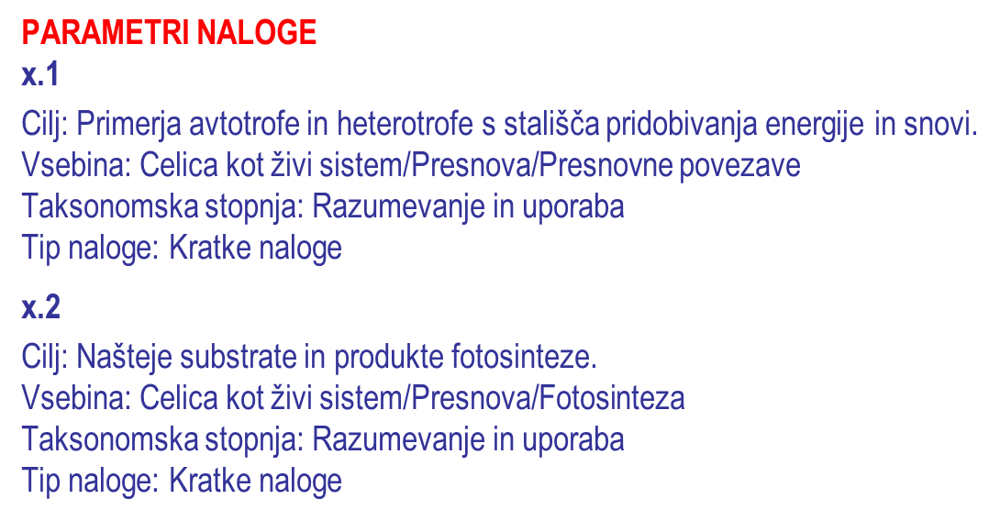 PARAMETRI NALOGE
x.1
Cilj: Primerja avtotrofe in heterotrofe s stališča pridobivanja energije in snovi.
Vsebina: Celica kot živi sistem/Presnova/Presnovne povezave
Taksonomska stopnja: Razumevanje in uporaba
Tip naloge: Kratke naloge
x.2
Cilj: Našteje substrate in produkte fotosinteze.
Vsebina: Celica kot živi sistem/Presnova/Fotosinteza
Taksonomska stopnja: Razumevanje in uporaba
Tip naloge: Kratke naloge